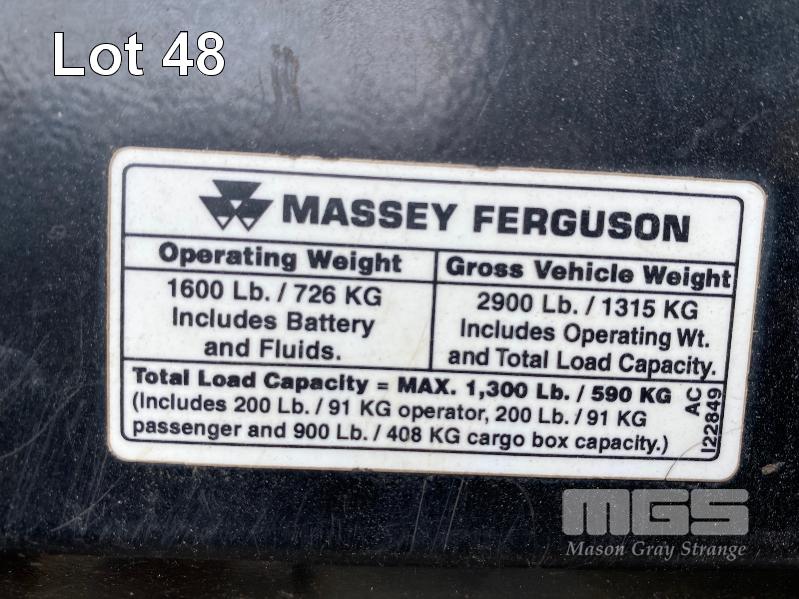 Lot 48
MASSEY FERGUSON
Operating Weight
1600 Lb. / 726 KG
Includes Battery
and Fluids.
Gross Vehicle Weight
2900 Lb. / 1315 KG
Includes Operating Wt.
and Total Load Capacity.
Total Load Capacity = MAX. 1,300 Lb. / 590 KG
(Includes 200 Lb. / 91 KG operator, 200 Lb. / 91 KG
passenger and 900 Lb. / 408 KG cargo box capacity.)
AC
I22849
MGS
Mason Gray Strange